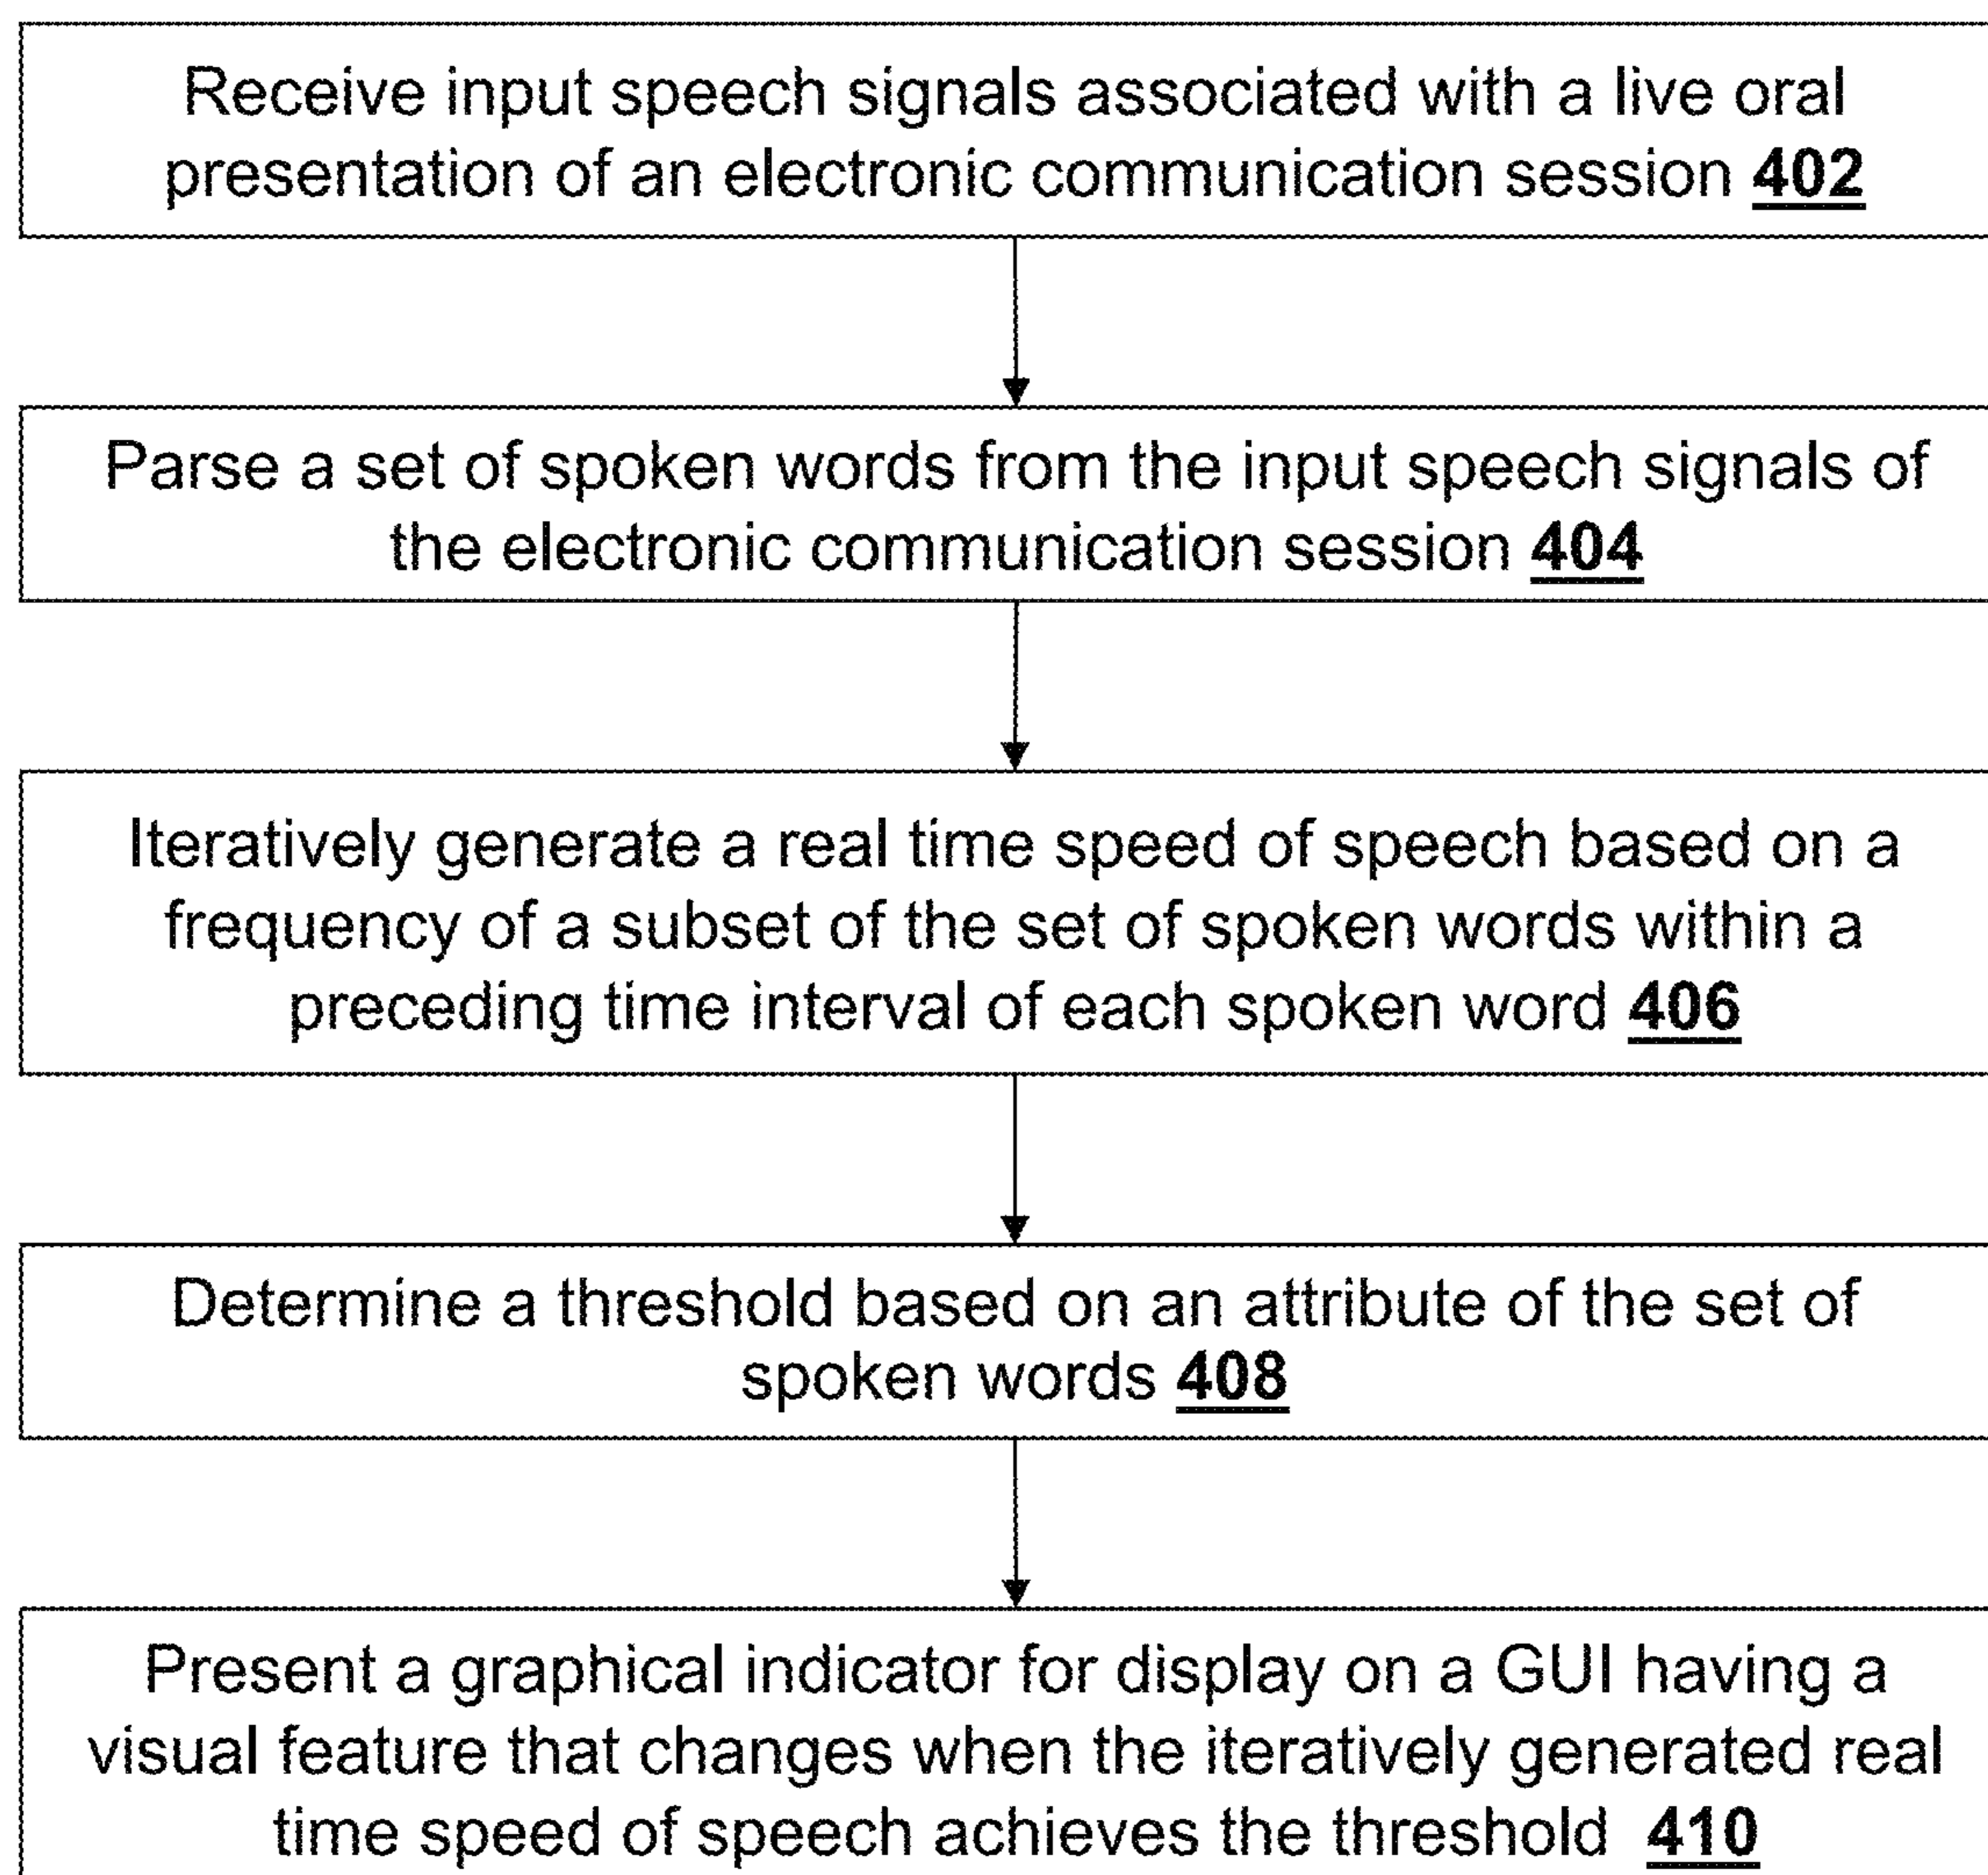 Receive input speech signals associated with a live oral
presentation of an electronic communication session 402
Parse a set of spoken words from the input speech signals of
the electronic communication session 404
Iteratively generate a real time speed of speech based on a
frequency of a subset of the set of spoken words within a
preceding time interval of each spoken word 406
Determine a threshold based on an attribute of the set of
spoken words 408
Present a graphical indicator for display on a GUI having a
visual feature that changes when the iteratively generated real
time speed of speech achieves the threshold 410